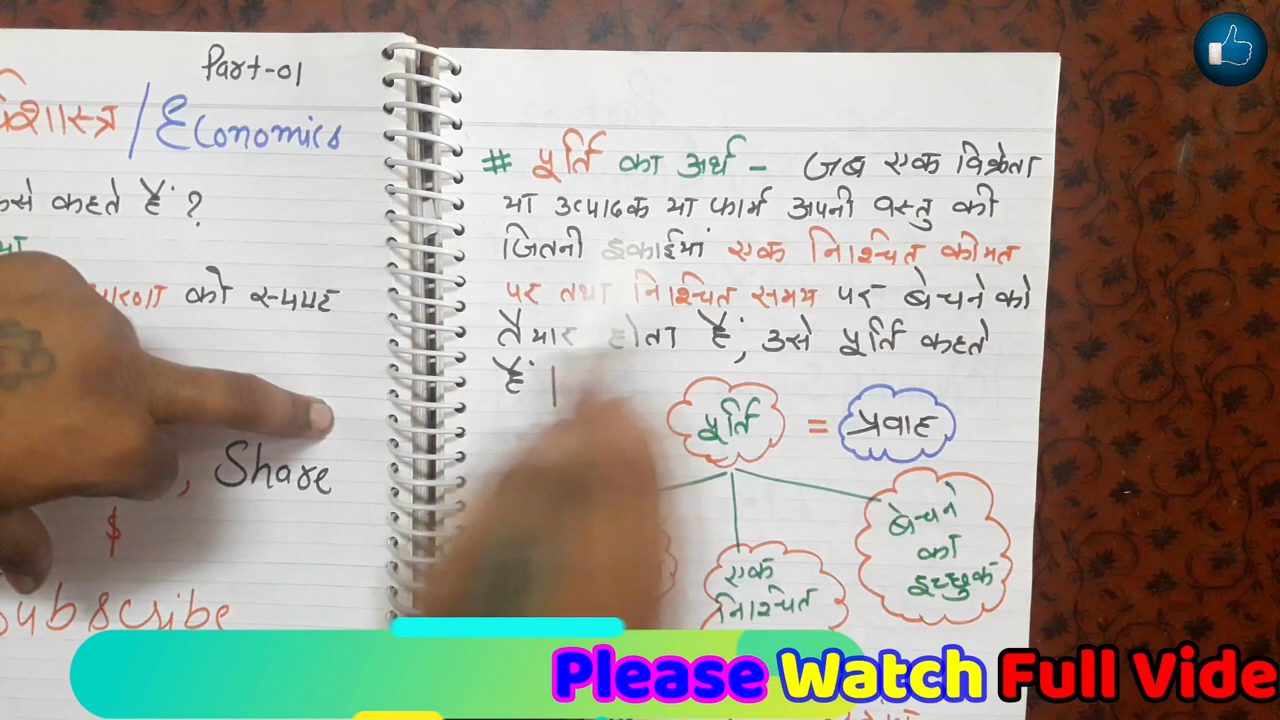 Part-01
/ Economics
कहते हैं ?
को स्पष्ट
, Share
$
Subscribe
# पूर्ति का अर्थ - जब एक विक्रेता
या उत्पादक या फार्म अपनी वस्तु की
जितनी इकाईयां एक निश्चित कीमत
पर तथा निश्चित समय पर बेचने को
तैयार होता हैं, उसे पूर्ति कहते
हैं |
पूर्ति = प्रवाह
बेचने
का
इच्छुक
एक
निश्चित
Please Watch Full Vide